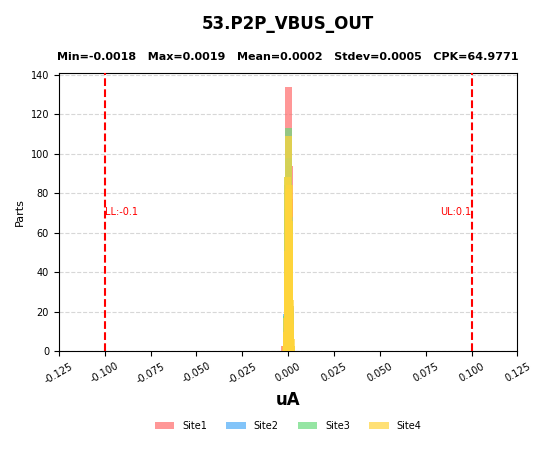 53.P2P_VBUS_OUT
Min=-0.0018 Max=0.0019 Mean=0.0002 Stdev=0.0005 CPK=64.9771
140
120
100
80
60
40
20
0
Parts
LL:-0.1
UL:0.1
-0.125 -0.100 -0.075 -0.050 -0.025 0.000 0.025 0.050 0.075 0.100 0.125
uA
Site1 Site2 Site3 Site4